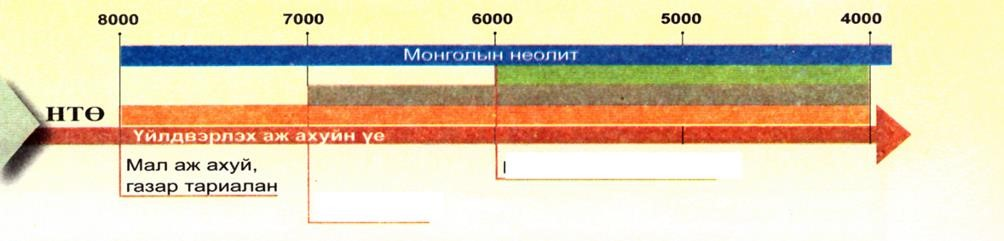 8000 7000 6000 5000 4000
Монголын неолит
НТӨ
Үйлдвэрлэх аж ахуйн үе
Мал аж ахуй,
газар тариалан